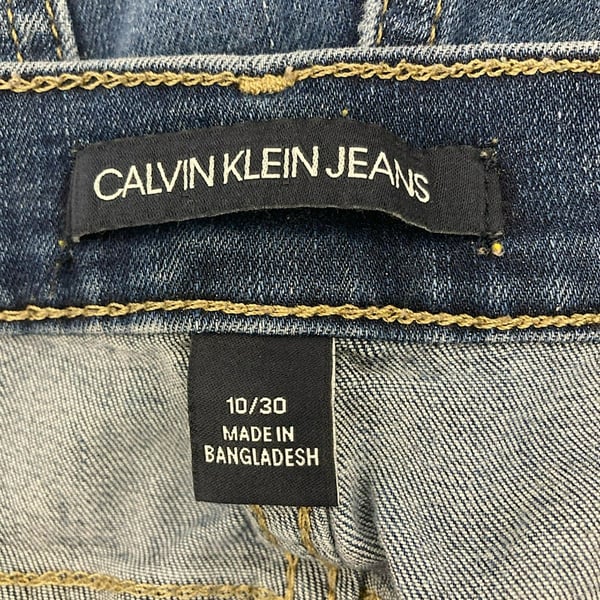 CALVIN KLEIN JEANS
10/30
MADE IN
BANGLADESH